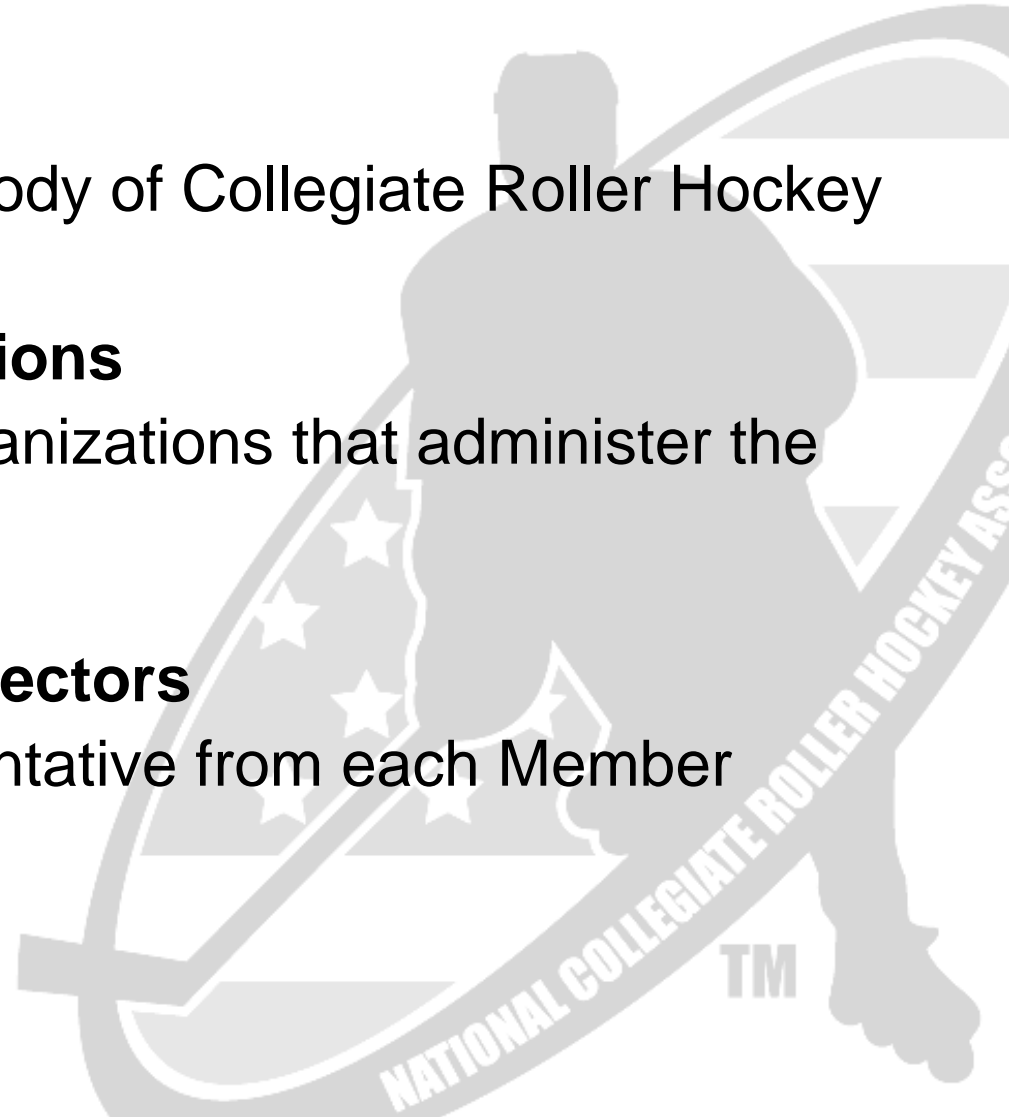 ody of Collegiate Roller Hockey
ions
anizations that administer the
ectors
ntative from each Member
NATIONAL COLLEGIATE ROLLER HOCKEY ASSO
TM